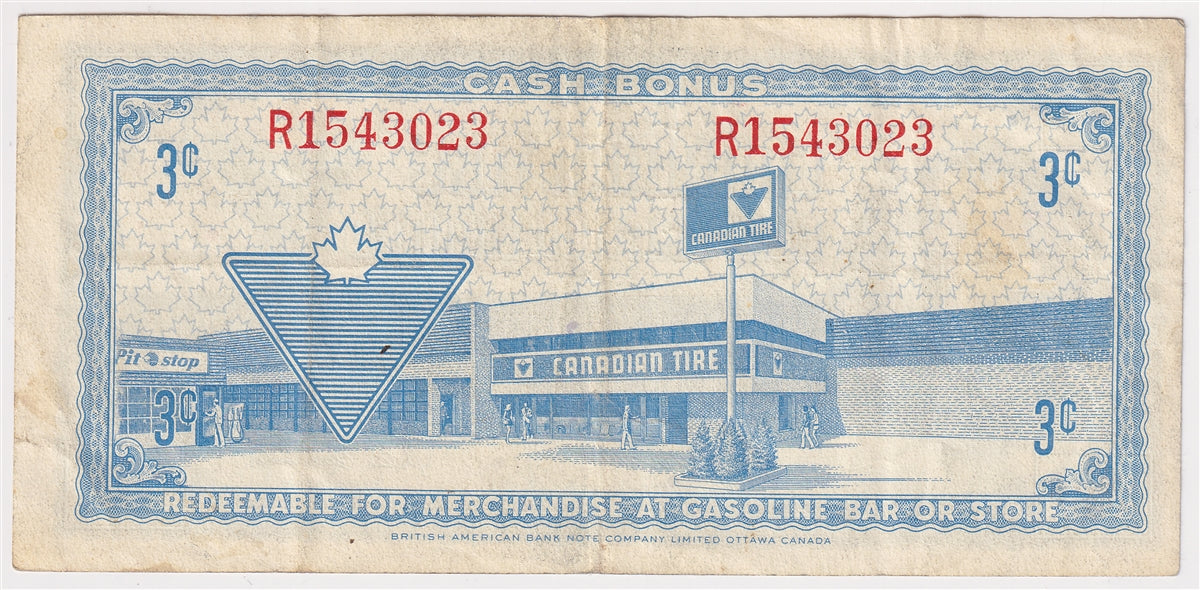 CASH BONUS
R1543023 R1543023
3¢ 3¢
CANADIAN TIRE
Pit stop
CANADIAN TIRE
3¢ 3¢
REDEEMABLE FOR MERCHANDISE AT GASOLINE BAR OR STORE
BRITISH AMERICAN BANK NOTE COMPANY LIMITED OTTAWA CANADA